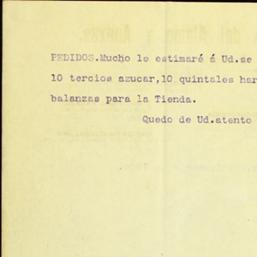 PEDIDOS.Mucho le estimaré á Ud.se
10 tercios azucar,10 quintales har
balanzas para la Tienda.
Quedo de Ud.atento